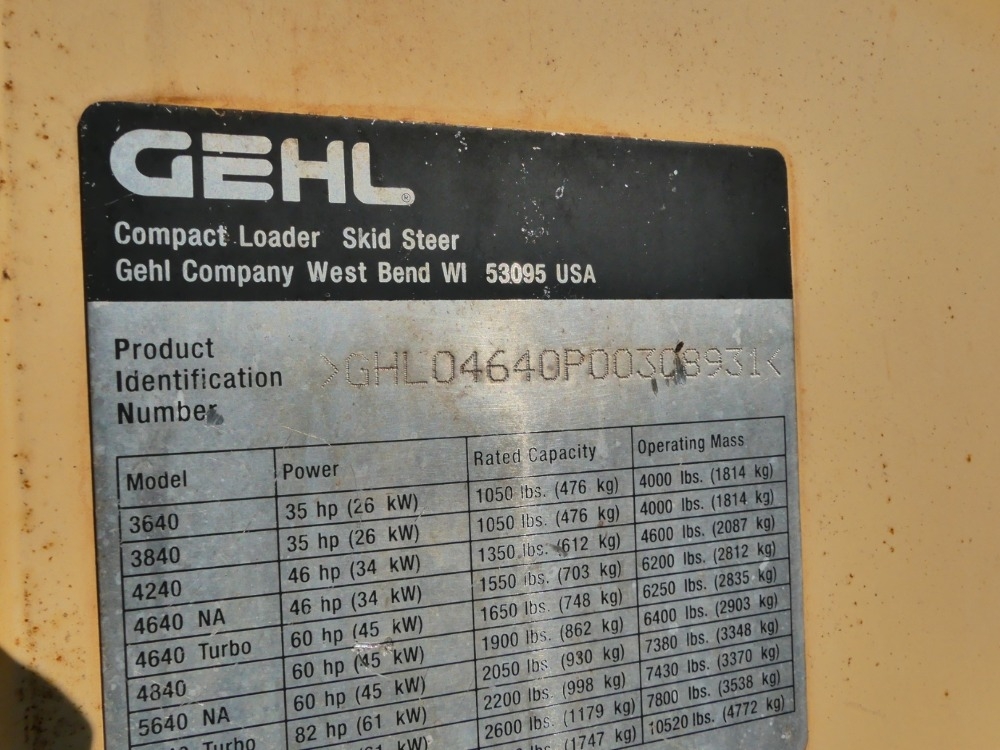 GEHL®
Compact Loader Skid Steer
Gehl Company West Bend WI 53095 USA
Product
Identification
Number
>GHL04640P00308931<
Model Power Rated Capacity Operating Mass
3640 35 hp (26 kW) 1050 lbs. (476 kg) 4000 lbs. (1814 kg)
3840 35 hp (26 kW) 1050 lbs. (476 kg) 4000 lbs. (1814 kg)
4240 46 hp (34 kW) 1350 lbs. (612 kg) 4600 lbs. (2087 kg)
4640 NA 46 hp (34 kW) 1550 lbs. (703 kg) 6200 lbs. (2812 kg)
4640 Turbo 60 hp (45 kW) 1650 lbs. (748 kg) 6250 lbs. (2835 kg)
4840 60 hp (45 kW) 1900 lbs. (862 kg) 6400 lbs. (2903 kg)
5640 NA 60 hp (45 kW) 2050 lbs (930 kg) 7380 lbs. (3348 kg)
Turbo 82 hp (61 kW) 2200 lbs. (998 kg) 7430 lbs. (3370 kg)
kW) 2600 lbs. (1179 kg) 7800 lbs. (3538 kg)
lbs. (1747 kg) 10520 lbs. (4772 kg)